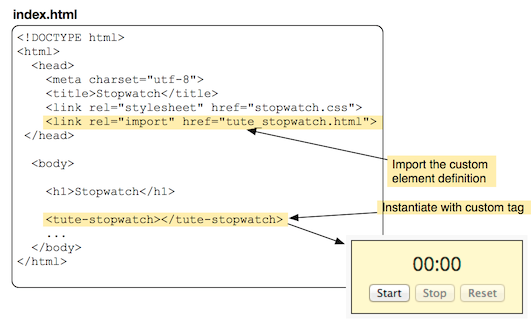 index.html
<!DOCTYPE html>
<html>
<head>
<meta charset="utf-8">
<title>Stopwatch</title>
<link rel="stylesheet" href="stopwatch.css">
<link rel="import" href="tute_stopwatch.html">
</head>
<body>
<h1>Stopwatch</h1>
<tute-stopwatch></tute-stopwatch>
...
</body>
</html>
Import the custom
element definition
Instantiate with custom tag
00:00
Start Stop Reset